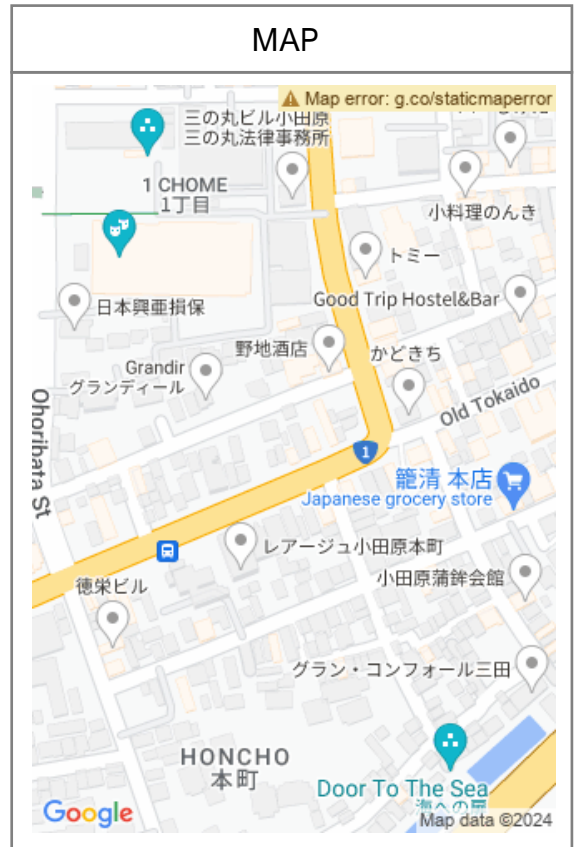 MAP
Map error: g.co/staticmaperror
三の丸ビル小田原
三の丸法律事務所
1 CHOME
1丁目
小料理のんき
トミー
日本興亜損保
Good Trip Hostel&Bar
野地酒店
かどきち
Grandir
グランディール
Old Tokaido
Ohoribata St
1
籠清 本店
Japanese grocery store
レアージュ小田原本町
小田原蒲鉾会館
徳栄ビル
グラン・コンフォール三田
HONCHO
本町
Door To The Sea
海への扉
Google
Map data ©2024